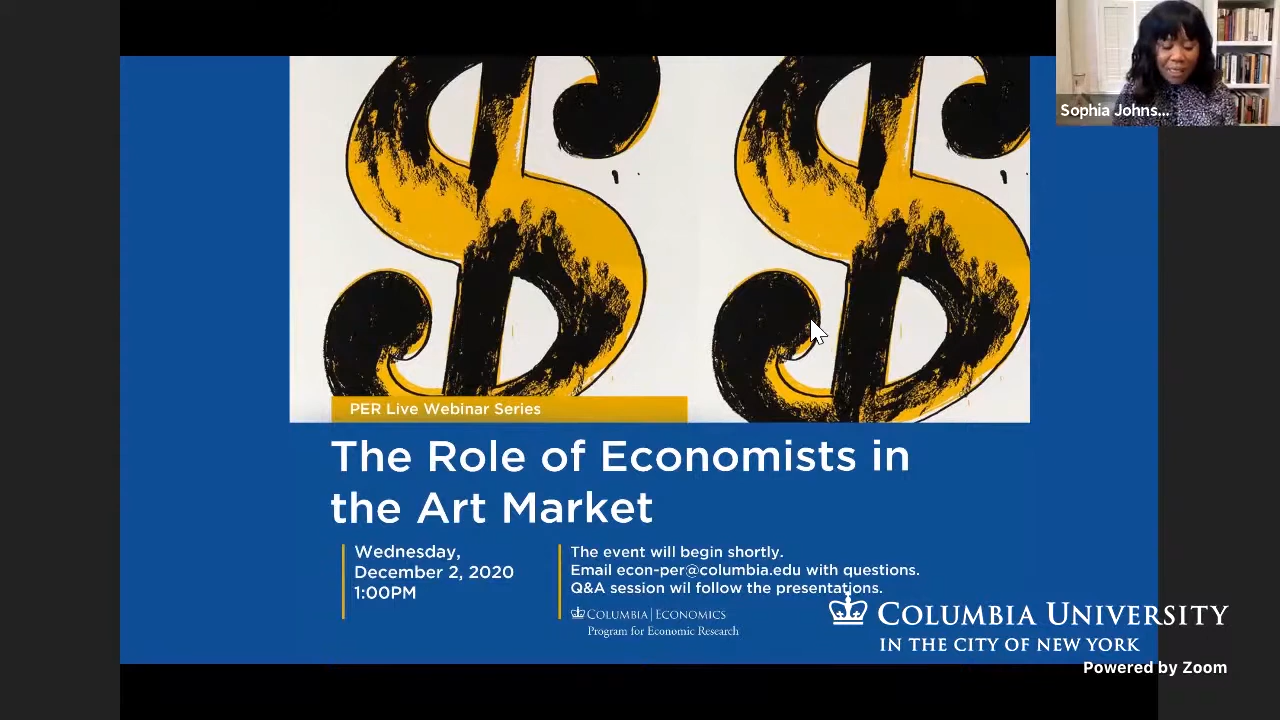 Sophia Johns...
PER Live Webinar Series
The Role of Economists in
the Art Market
Wednesday,
December 2, 2020
1:00PM
The event will begin shortly.
Email econ-per@columbia.edu with questions.
Q&A session wil follow the presentations.
COLUMBIA | ECONOMICS
Program for Economic Research
COLUMBIA UNIVERSITY
IN THE CITY OF NEW YORK
Powered by Zoom